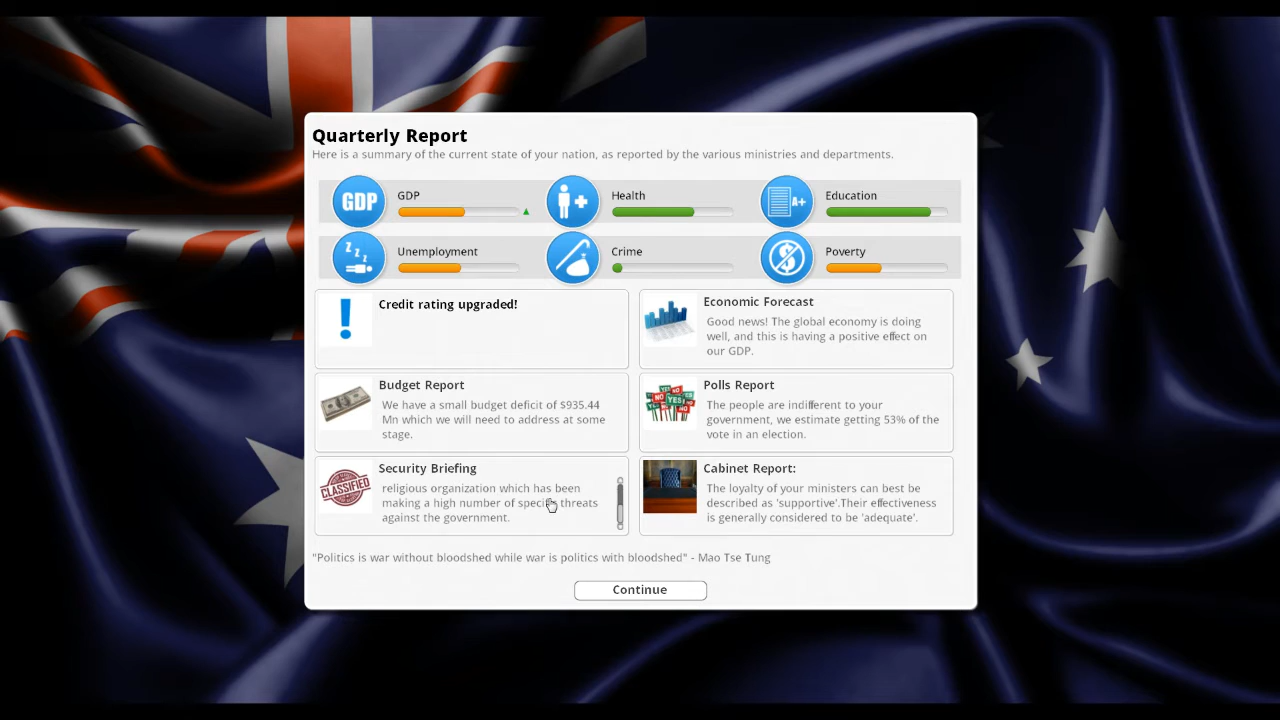 Quarterly Report
Here is a summary of the current state of your nation, as reported by the various ministries and departments.
GDP
GDP
Health
A+
Education
Z Z Z
Unemployment
Crime
$
Poverty
Credit rating upgraded!
Economic Forecast
Good news! The global economy is doing
well, and this is having a positive effect on
our GDP.
Budget Report
We have a small budget deficit of $935.44
Mn which we will need to address at some
stage.
YES NO YES NO YES NO
Polls Report
The people are indifferent to your
government, we estimate getting 53% of the
vote in an election.
CLASSIFIED
Security Briefing
religious organization which has been
making a high number of specific threats
against the government.
Cabinet Report:
The loyalty of your ministers can best be
described as 'supportive'.Their effectiveness
is generally considered to be 'adequate'.
"Politics is war without bloodshed while war is politics with bloodshed" - Mao Tse Tung
Continue